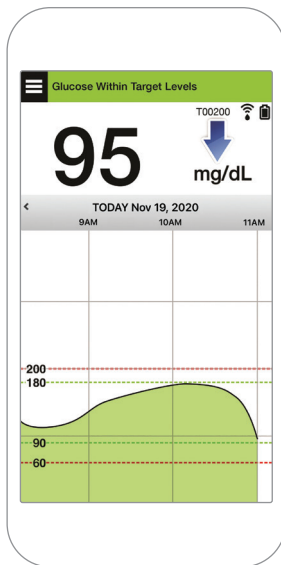 Glucose Within Target Levels
T00200
95
mg/dL
TODAY Nov 19, 2020
9AM 10AM 11AM
200
180
90
60